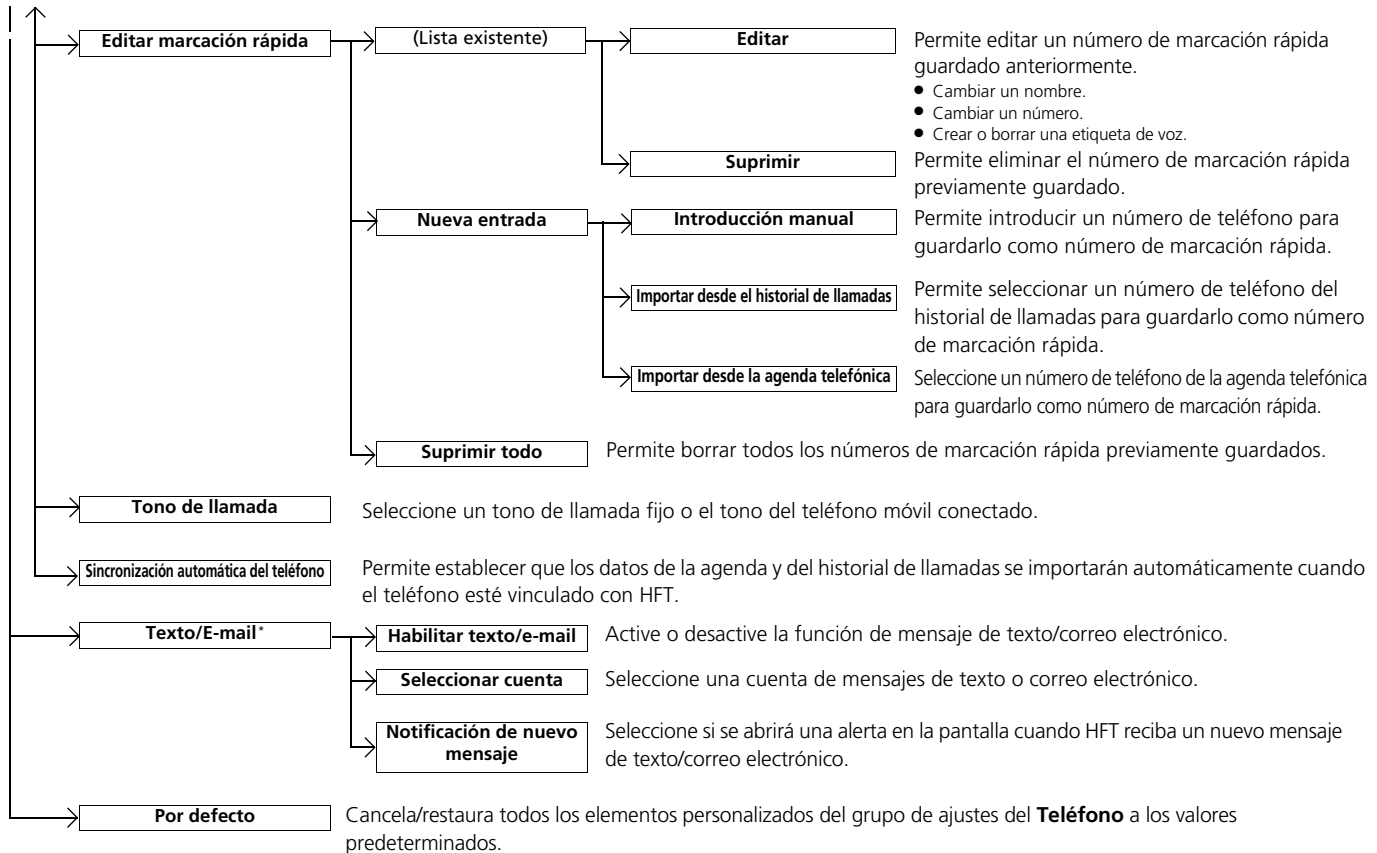 Editar marcación rápida
(Lista existente)
Editar
Permite editar un número de marcación rápida
guardado anteriormente.
● Cambiar un nombre.
● Cambiar un número.
● Crear o borrar una etiqueta de voz.
Suprimir
Permite eliminar el número de marcación rápida
previamente guardado.
Nueva entrada
Introducción manual
Permite introducir un número de teléfono para
guardarlo como número de marcación rápida.
Importar desde el historial de llamadas
Permite seleccionar un número de teléfono del
historial de llamadas para guardarlo como número
de marcación rápida.
Importar desde la agenda telefónica
Seleccione un número de teléfono de la agenda telefónica
para guardarlo como número de marcación rápida.
Suprimir todo
Permite borrar todos los números de marcación rápida previamente guardados.
Tono de llamada
Seleccione un tono de llamada fijo o el tono del teléfono móvil conectado.
Sincronización automática del teléfono
Permite establecer que los datos de la agenda y del historial de llamadas se importarán automáticamente cuando
el teléfono esté vinculado con HFT.
Texto/E-mail*
Habilitar texto/e-mail
Active o desactive la función de mensaje de texto/correo electrónico.
Seleccionar cuenta
Seleccione una cuenta de mensajes de texto o correo electrónico.
Notificación de nuevo
mensaje
Seleccione si se abrirá una alerta en la pantalla cuando HFT reciba un nuevo mensaje
de texto/correo electrónico.
Por defecto
Cancela/restaura todos los elementos personalizados del grupo de ajustes del Teléfono a los valores
predeterminados.